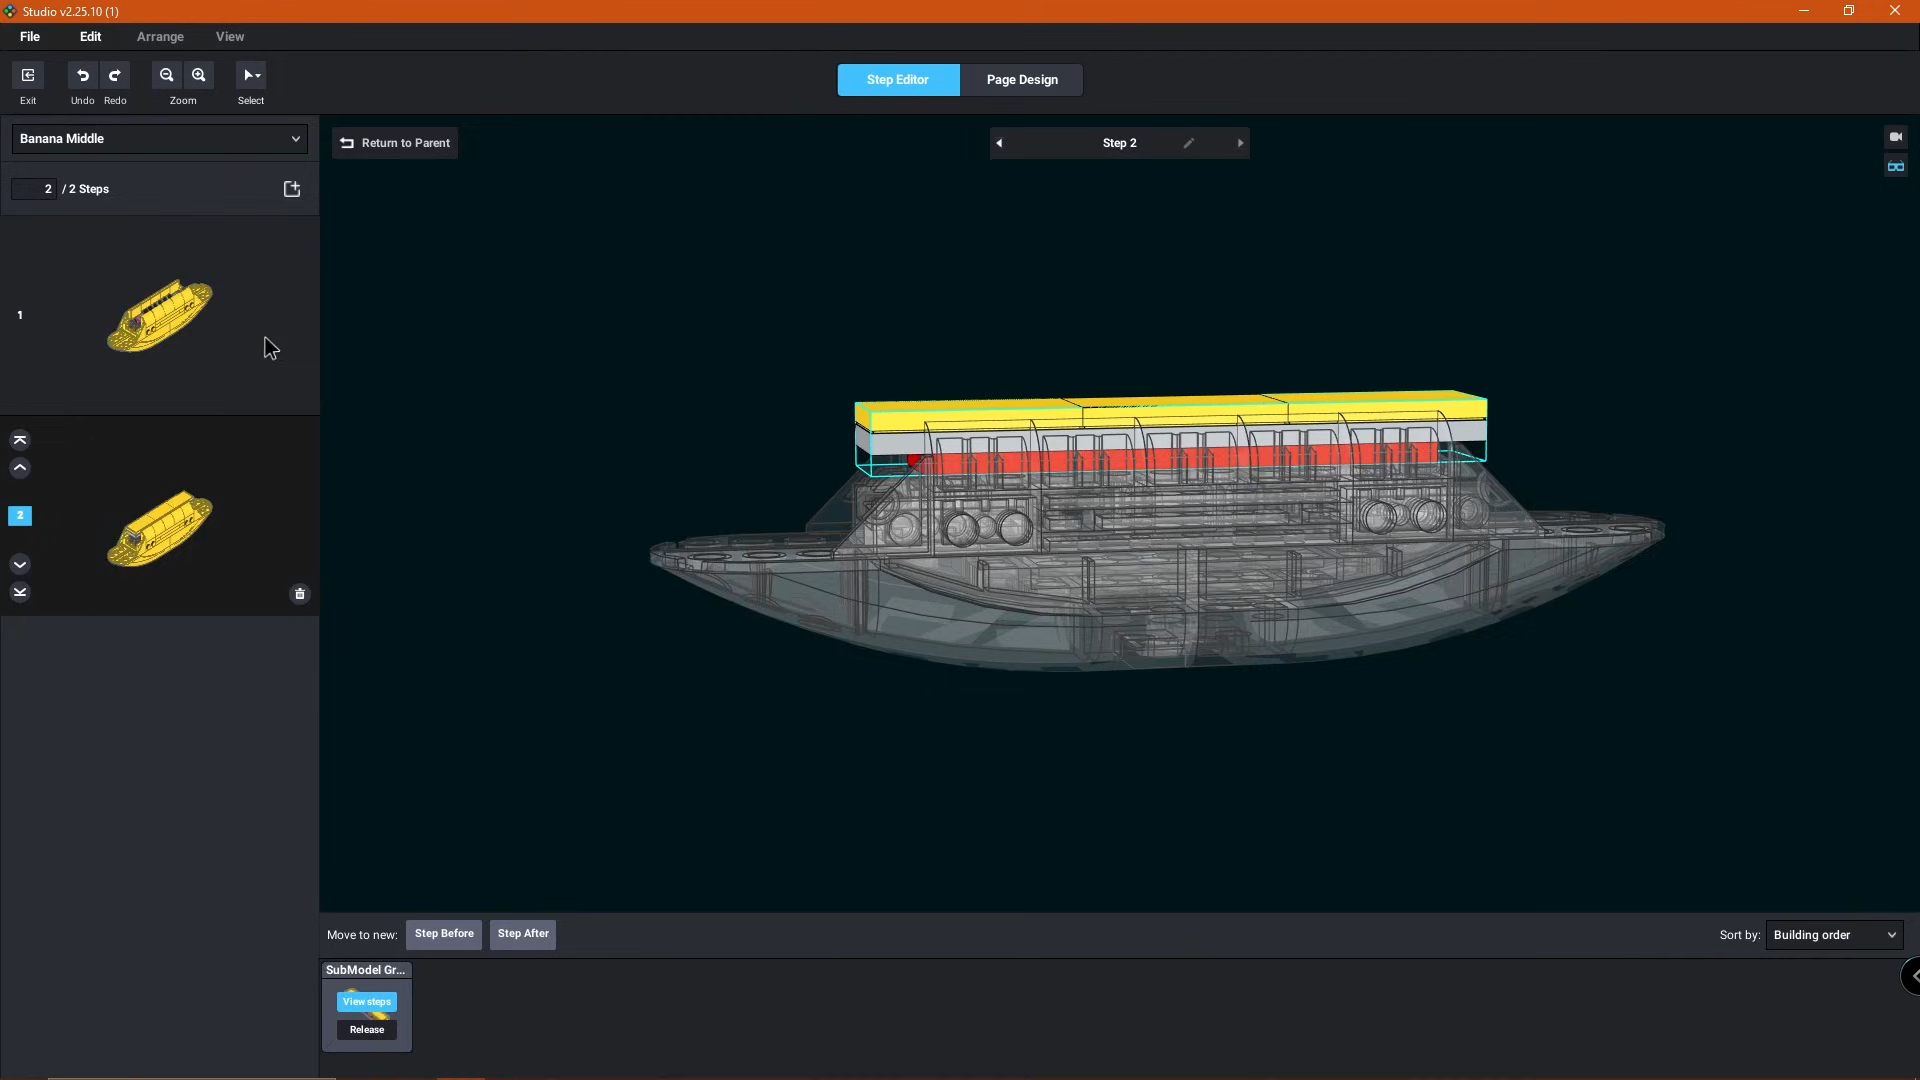 Studio v2.25.10 (1)
File Edit Arrange View
Step Editor Page Design
Exit Undo Redo Zoom Select
Banana Middle
Return to Parent
Step 2
2 / 2 Steps
1
2
Move to new: Step Before Step After
Sort by: Building order
SubModel Gr...
View steps
Release